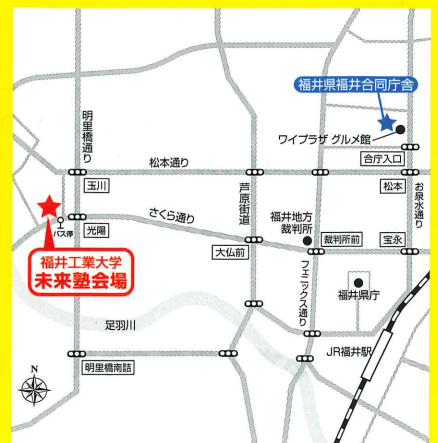 福井県福井合同庁舎
明里橋通り
ワイプラザ グルメ館
合庁入口
松本通り
芦原街道
玉川
松本
お泉水通り
さくら通り
バス停
光陽
福井地方
裁判所
大仏前
裁判所前
宝永
福井工業大学
未来塾会場
フェニックス通り
福井県庁
足羽川
JR福井駅
N
明里橋南詰